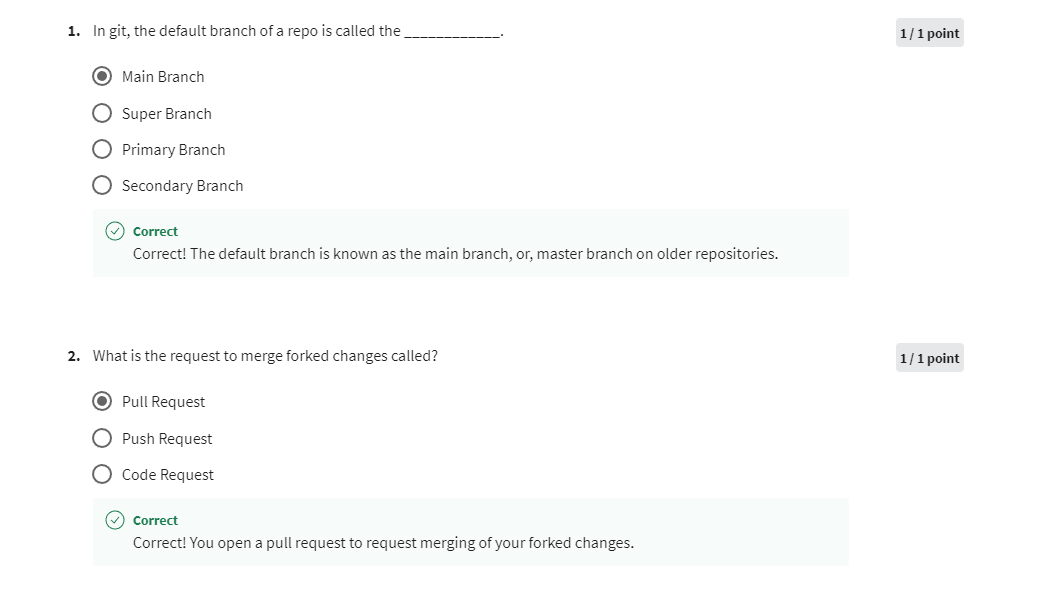 1. In git, the default branch of a repo is called the ____________.
1 / 1 point
Main Branch
Super Branch
Primary Branch
Secondary Branch
Correct
Correct! The default branch is known as the main branch, or, master branch on older repositories.
2. What is the request to merge forked changes called?
1 / 1 point
Pull Request
Push Request
Code Request
Correct
Correct! You open a pull request to request merging of your forked changes.